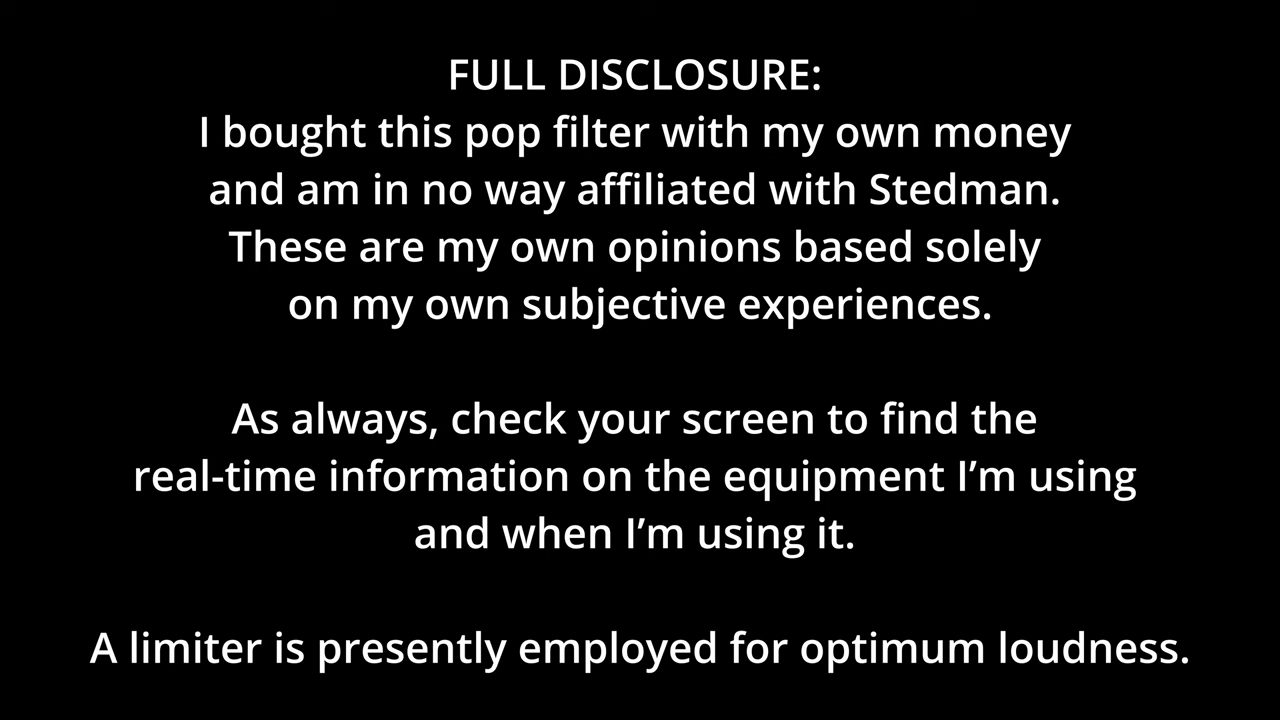 FULL DISCLOSURE:
I bought this pop filter with my own money
and am in no way affiliated with Stedman.
These are my own opinions based solely
on my own subjective experiences.
As always, check your screen to find the
real-time information on the equipment I’m using
and when I’m using it.
A limiter is presently employed for optimum loudness.